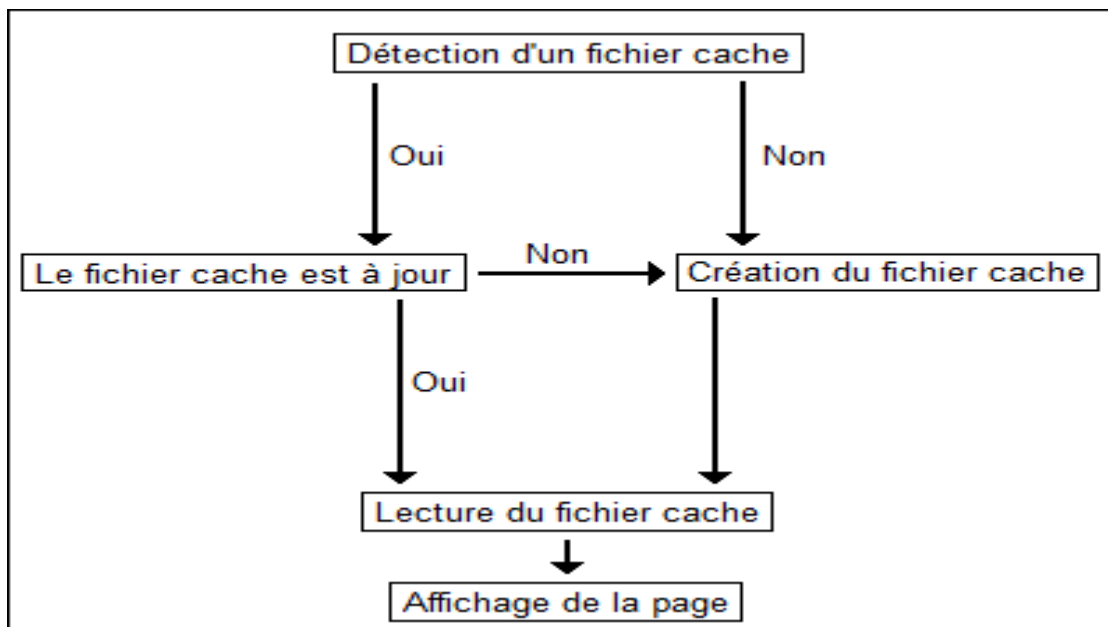 Détection d'un fichier cache
Oui
Non
Le fichier cache est à jour
Non
Création du fichier cache
Oui
Lecture du fichier cache
Affichage de la page